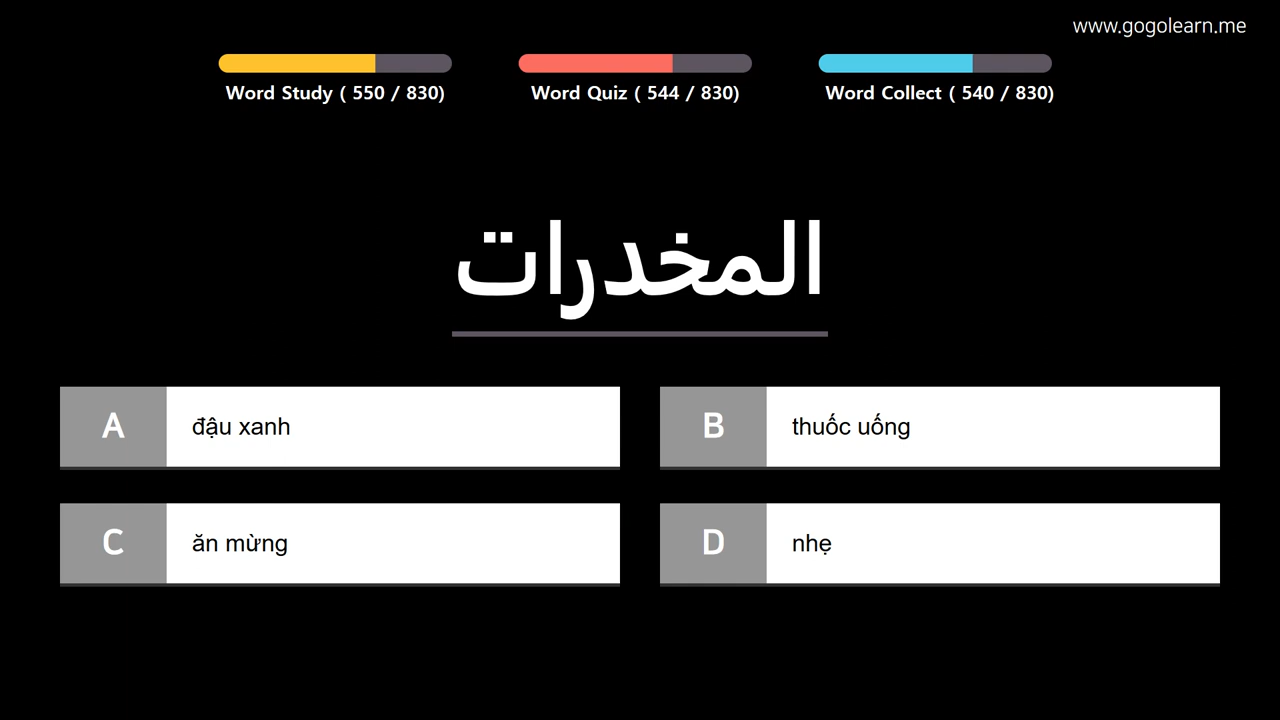 www.gogolearn.me
Word Study ( 550 / 830)
Word Quiz ( 544 / 830)
Word Collect ( 540 / 830)
المخدرات
A
đậu xanh
B
thuốc uống
C
ăn mừng
D
nhẹ